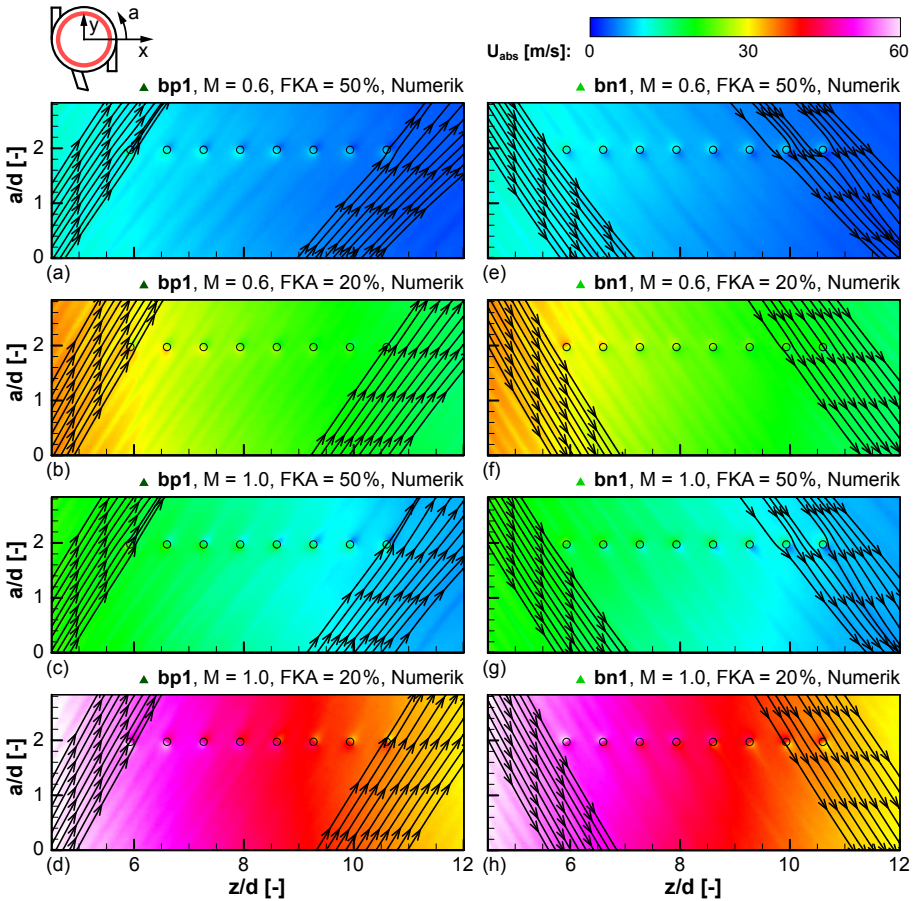 a
y
x
U_abs [m/s]: 0 30 60
▲ bp1, M = 0.6, FKA = 50%, Numerik
▲ bn1, M = 0.6, FKA = 50%, Numerik
a/d [-]
2
1
0
(a)
(e)
▲ bp1, M = 0.6, FKA = 20%, Numerik
▲ bn1, M = 0.6, FKA = 20%, Numerik
a/d [-]
2
1
0
(b)
(f)
▲ bp1, M = 1.0, FKA = 50%, Numerik
▲ bn1, M = 1.0, FKA = 50%, Numerik
a/d [-]
2
1
0
(c)
(g)
▲ bp1, M = 1.0, FKA = 20%, Numerik
▲ bn1, M = 1.0, FKA = 20%, Numerik
a/d [-]
2
1
0
(d) 6 8 10 12
(h) 6 8 10 12
z/d [-]
z/d [-]